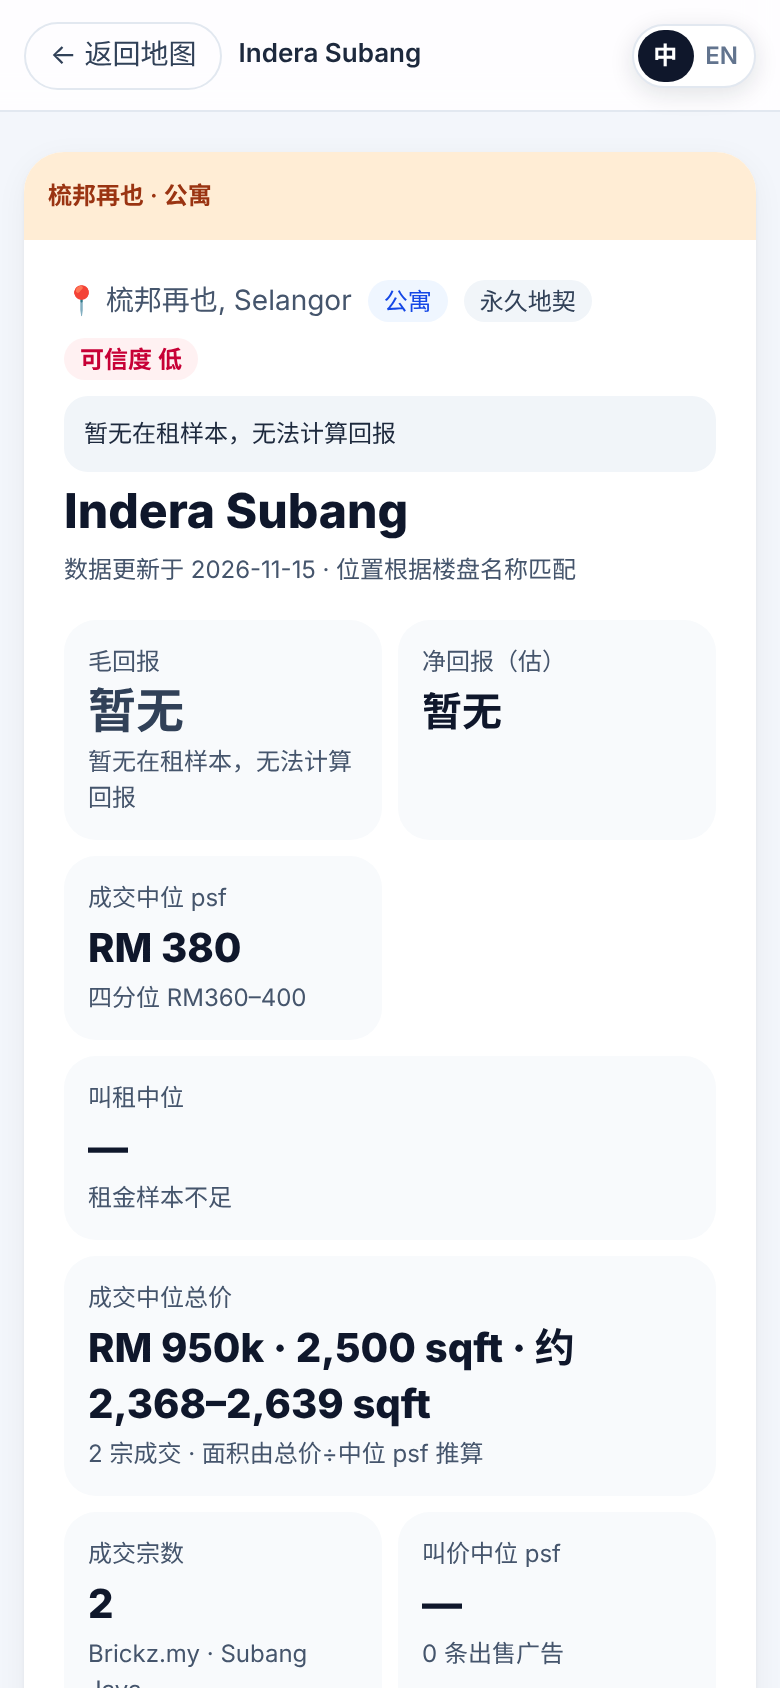 ← 返回地图 Indera Subang 中 EN
梳邦再也 · 公寓
📍 梳邦再也, Selangor 公寓 永久地契
可信度 低
暂无在租样本，无法计算回报
Indera Subang
数据更新于 2026-11-15 · 位置根据楼盘名称匹配
毛回报
暂无
暂无在租样本，无法计算
回报
净回报（估）
暂无
成交中位 psf
RM 380
四分位 RM360–400
叫租中位
—
租金样本不足
成交中位总价
RM 950k · 2,500 sqft · 约
2,368–2,639 sqft
2 宗成交 · 面积由总价÷中位 psf 推算
成交宗数
2
Brickz.my · Subang
Java
叫价中位 psf
—
0 条出售广告